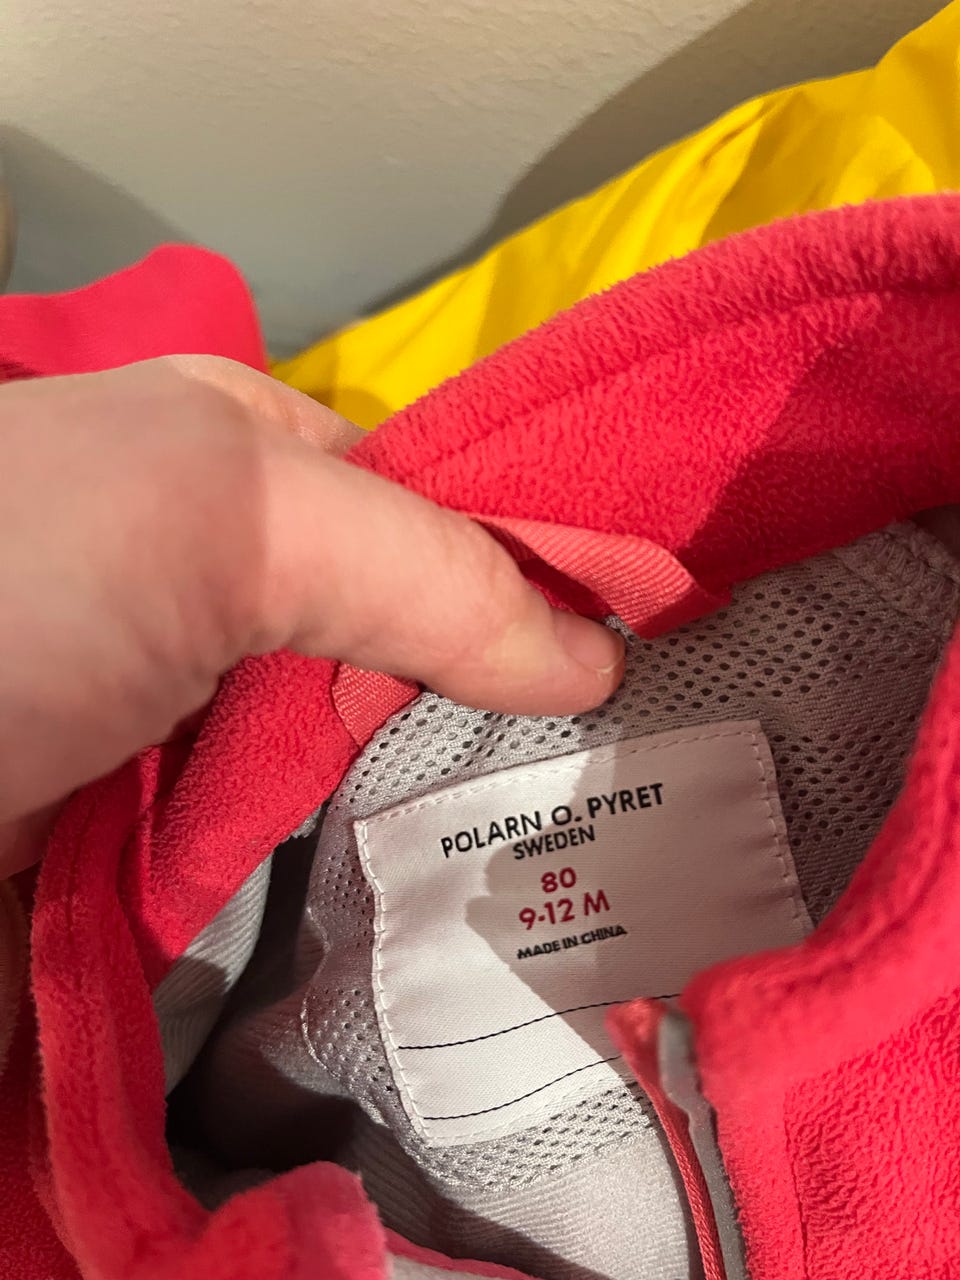 POLARN O. PYRET
SWEDEN
80
9-12 M
MADE IN CHINA